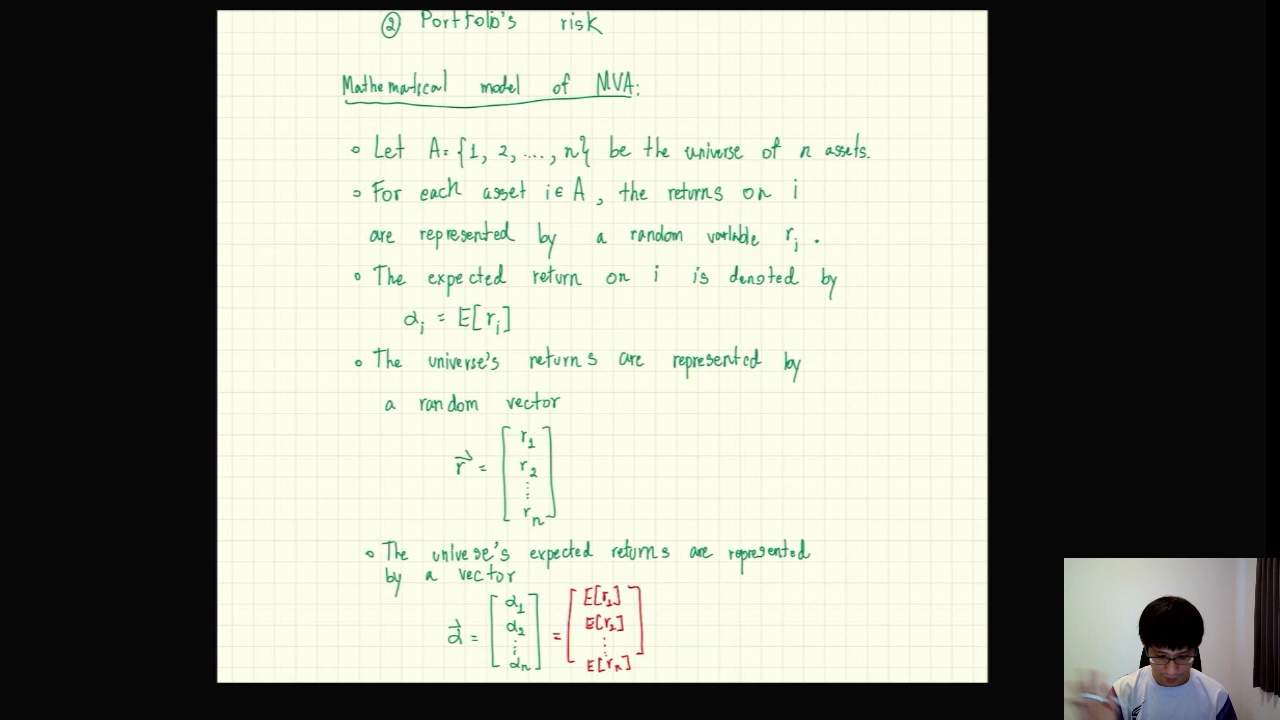 ② Portfolio's risk
Mathematical model of MVA:
◦ Let A = {1, 2, ...., n} be the universe of n assets.
◦ For each asset i ∈ A, the returns on i
are represented by a random variable rᵢ .
◦ The expected return on i is denoted by
αᵢ = E[rᵢ]
◦ The universe's returns are represented by
a random vector
r⃗ = [ r₁
r₂
⋮
rₙ ]
◦ The univese's expected returns are represented
by a vector
α⃗ = [ α₁ α₂ ⋮ αₙ ] = [ E[r₁] E[r₂] ⋮ E[rₙ] ]